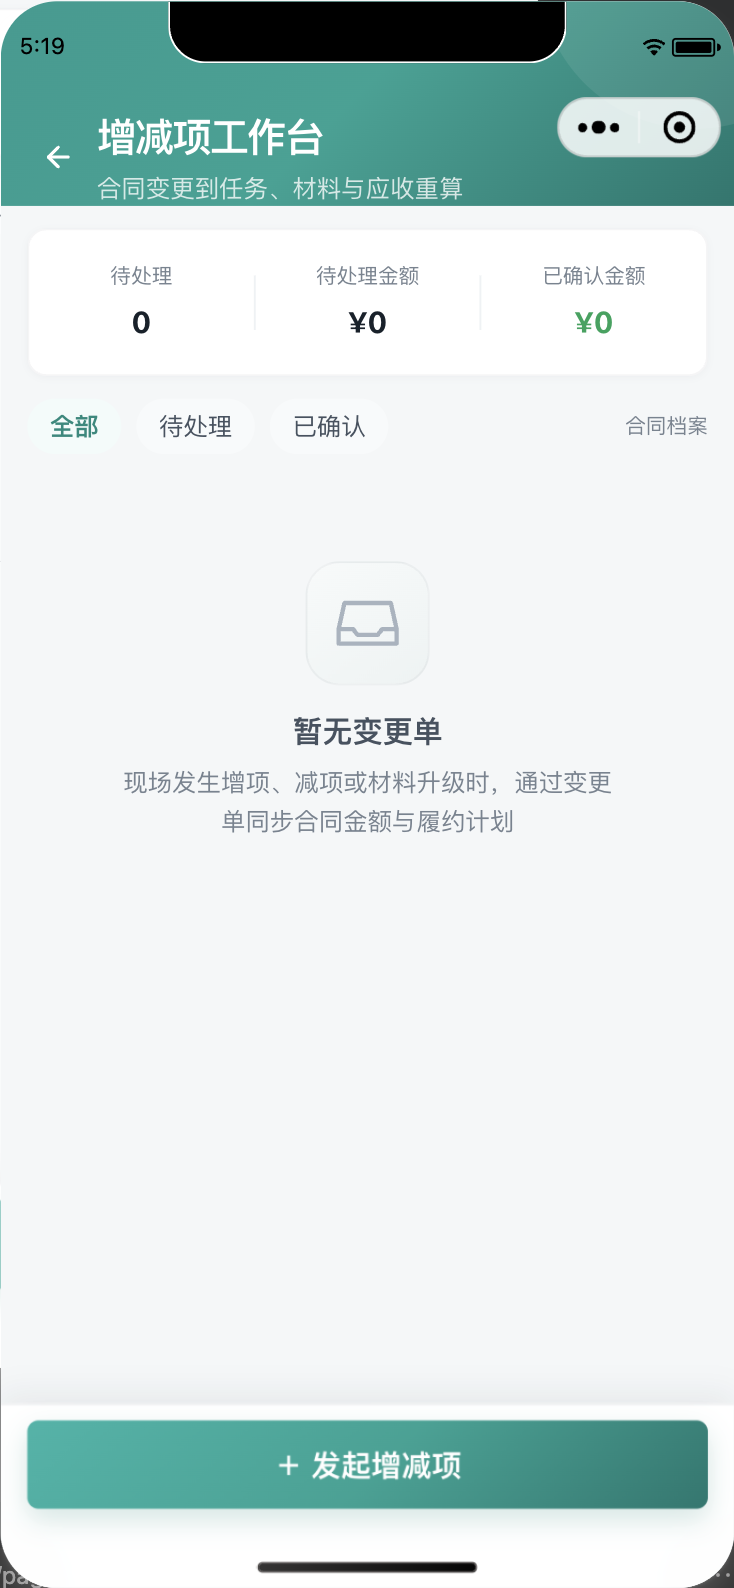 5:19
增减项工作台
合同变更到任务、材料与应收重算
待处理
待处理金额
已确认金额
0
¥0
¥0
全部
待处理
已确认
合同档案
暂无变更单
现场发生增项、减项或材料升级时，通过变更
单同步合同金额与履约计划
+ 发起增减项